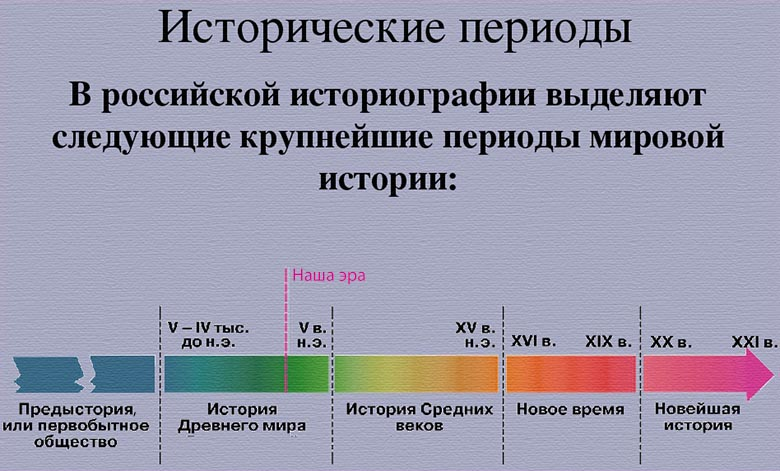 Исторические периоды
В российской историографии выделяют
следующие крупнейшие периоды мировой
истории:
Наша эра
V – IV тыс.
до н.э.
V в.
н.э.
XV в.
н.э.
XVI в.
XIX в.
XX в.
XXI в.
Предыстория,
или первобытное
общество
История
Древнего мира
История Средних
веков
Новое время
Новейшая
история